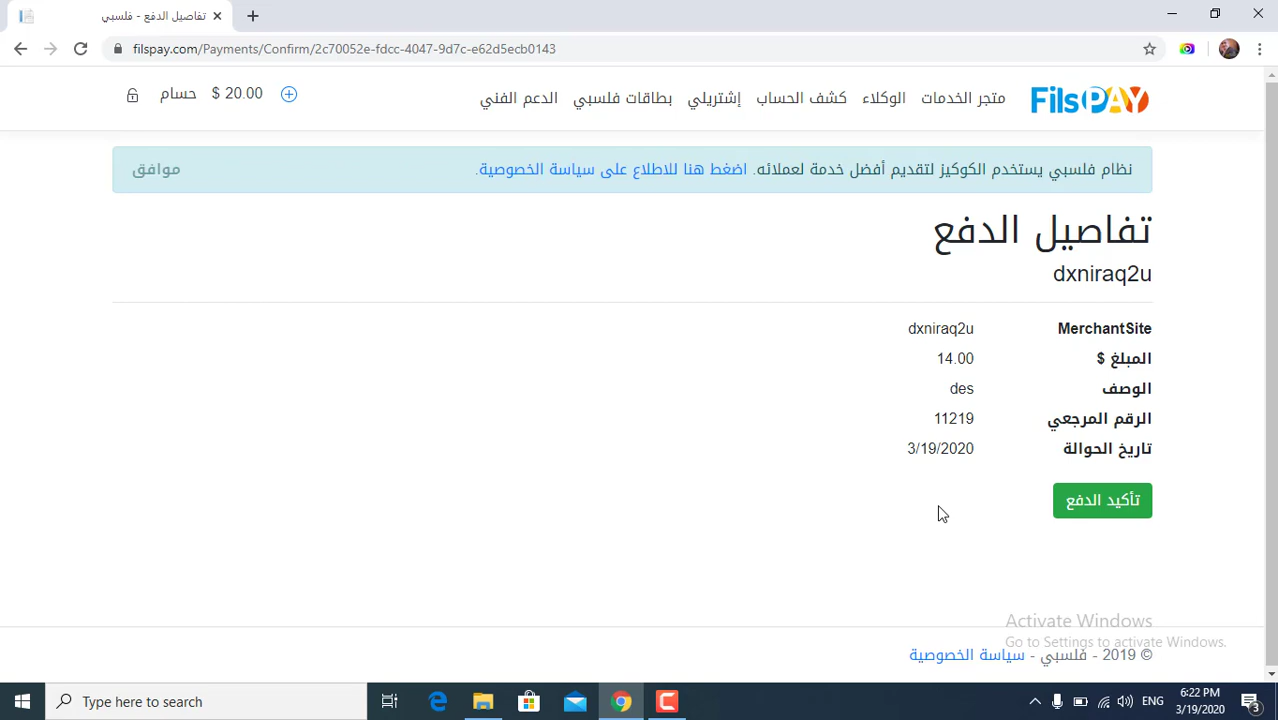 تفاصيل الدفع - فلسبي
filspay.com/Payments/Confirm/2c70052e-fdcc-4047-9d7c-e62d5ecb0143
FilsPAY
متجر الخدمات
الوكلاء
كشف الحساب
إشتريلي
بطاقات فلسبي
الدعم الفني
$ 20.00
حسام
نظام فلسبي يستخدم الكوكيز لتقديم أفضل خدمة لعملائه. اضغط هنا للاطلاع على سياسة الخصوصية.
موافق
تفاصيل الدفع
dxniraq2u
MerchantSite dxniraq2u
المبلغ $ 14.00
الوصف des
الرقم المرجعي 11219
تاريخ الحوالة 3/19/2020
تأكيد الدفع
Activate Windows
Go to Settings to activate Windows.
© 2019 - فلسبي - سياسة الخصوصية
Type here to search
ENG
6:22 PM
3/19/2020
3